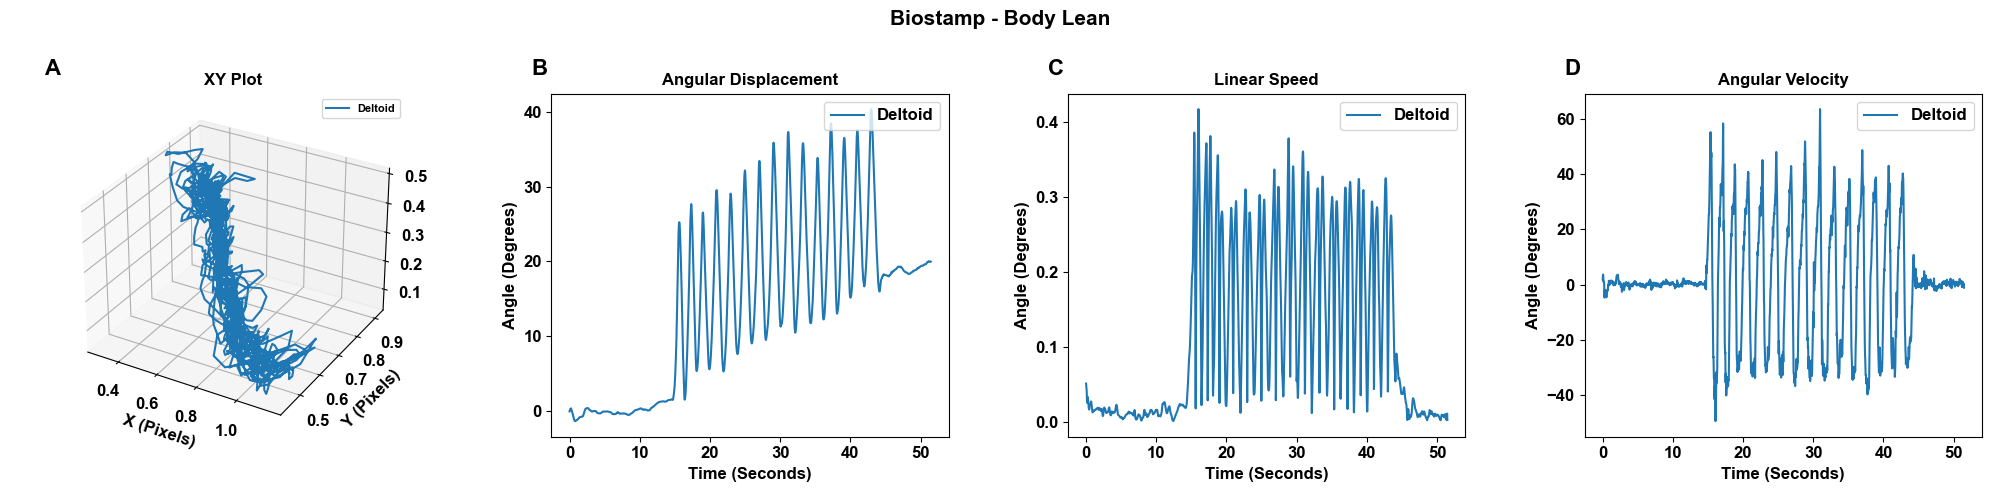 Biostamp - Body Lean
A
XY Plot
Deltoid
0.5
0.4
0.3
0.2
0.1
0.9
0.8
0.7
0.6
0.5
0.4
0.6
0.8
1.0
X (Pixels)
Y (Pixels)
B
Angular Displacement
Deltoid
40
30
20
10
0
Angle (Degrees)
0 10 20 30 40 50
Time (Seconds)
C
Linear Speed
Deltoid
0.4
0.3
0.2
0.1
0.0
Angle (Degrees)
0 10 20 30 40 50
Time (Seconds)
D
Angular Velocity
Deltoid
60
40
20
0
−20
−40
Angle (Degrees)
0 10 20 30 40 50
Time (Seconds)